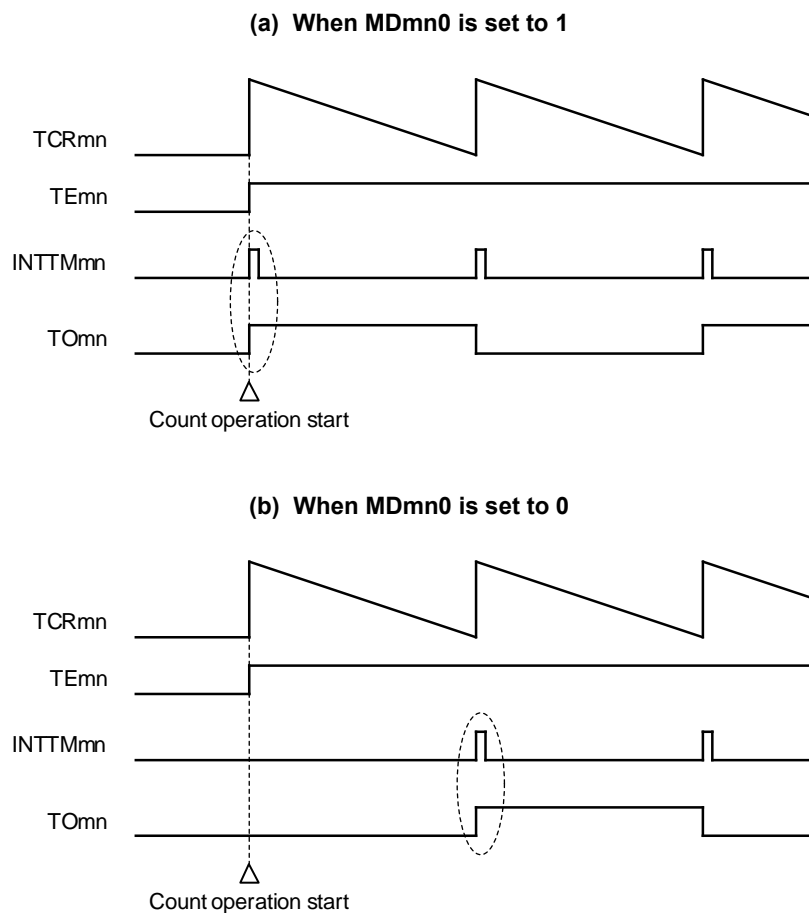 (a) When MDmn0 is set to 1
TCRmn
TEmn
INTTMmn
TOmn
Count operation start
(b) When MDmn0 is set to 0
TCRmn
TEmn
INTTMmn
TOmn
Count operation start